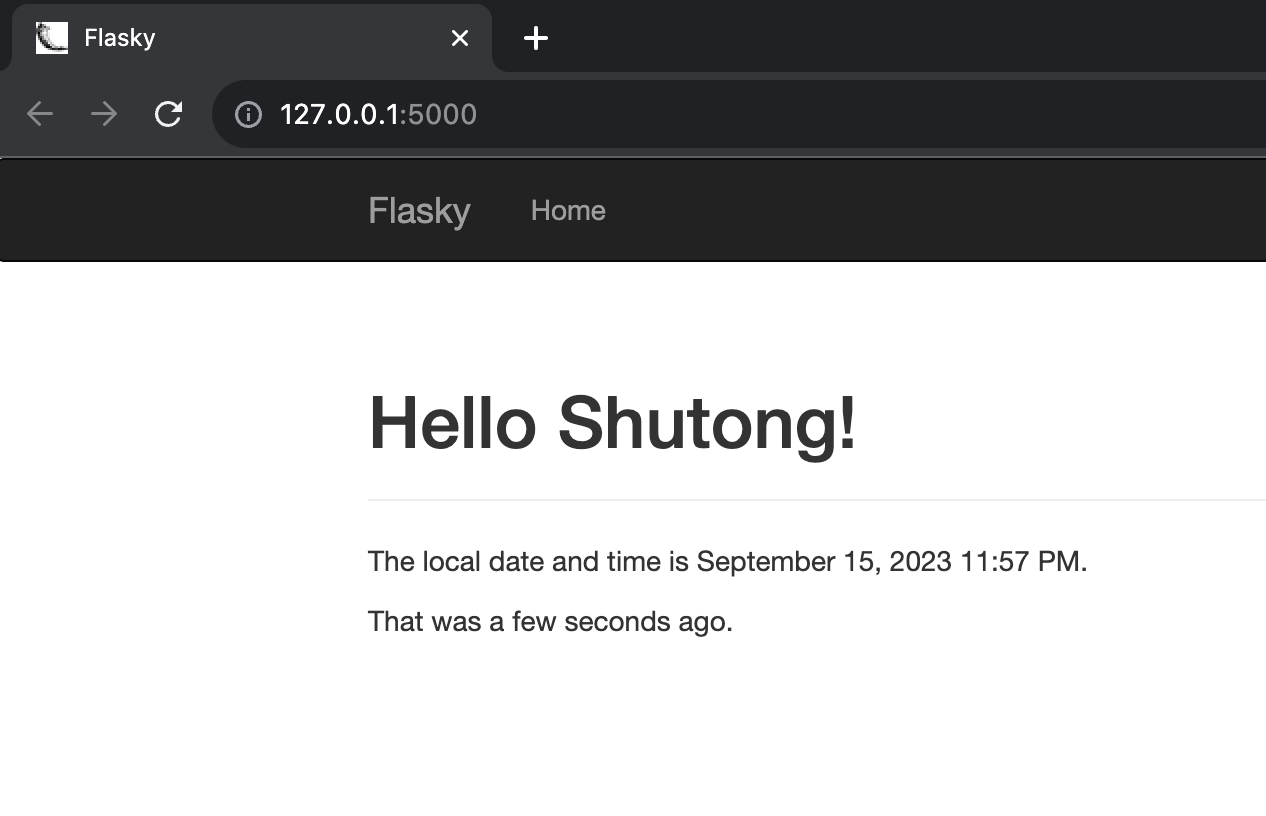 Flasky
127.0.0.1:5000
Flasky Home
Hello Shutong!
The local date and time is September 15, 2023 11:57 PM.
That was a few seconds ago.